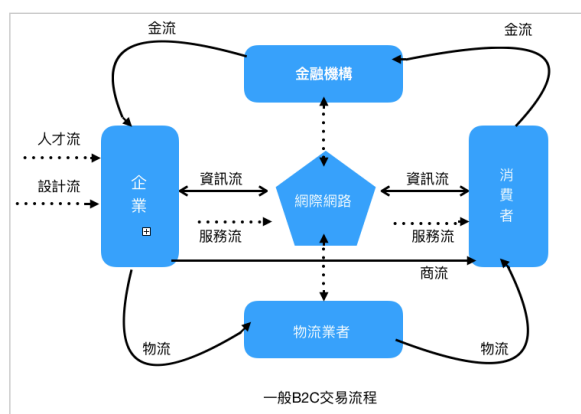 金流
金流
金融機構
人才流
設計流
企
業
資訊流
網際網路
資訊流
消
費
者
服務流
服務流
商流
物流
物流業者
物流
一般B2C交易流程